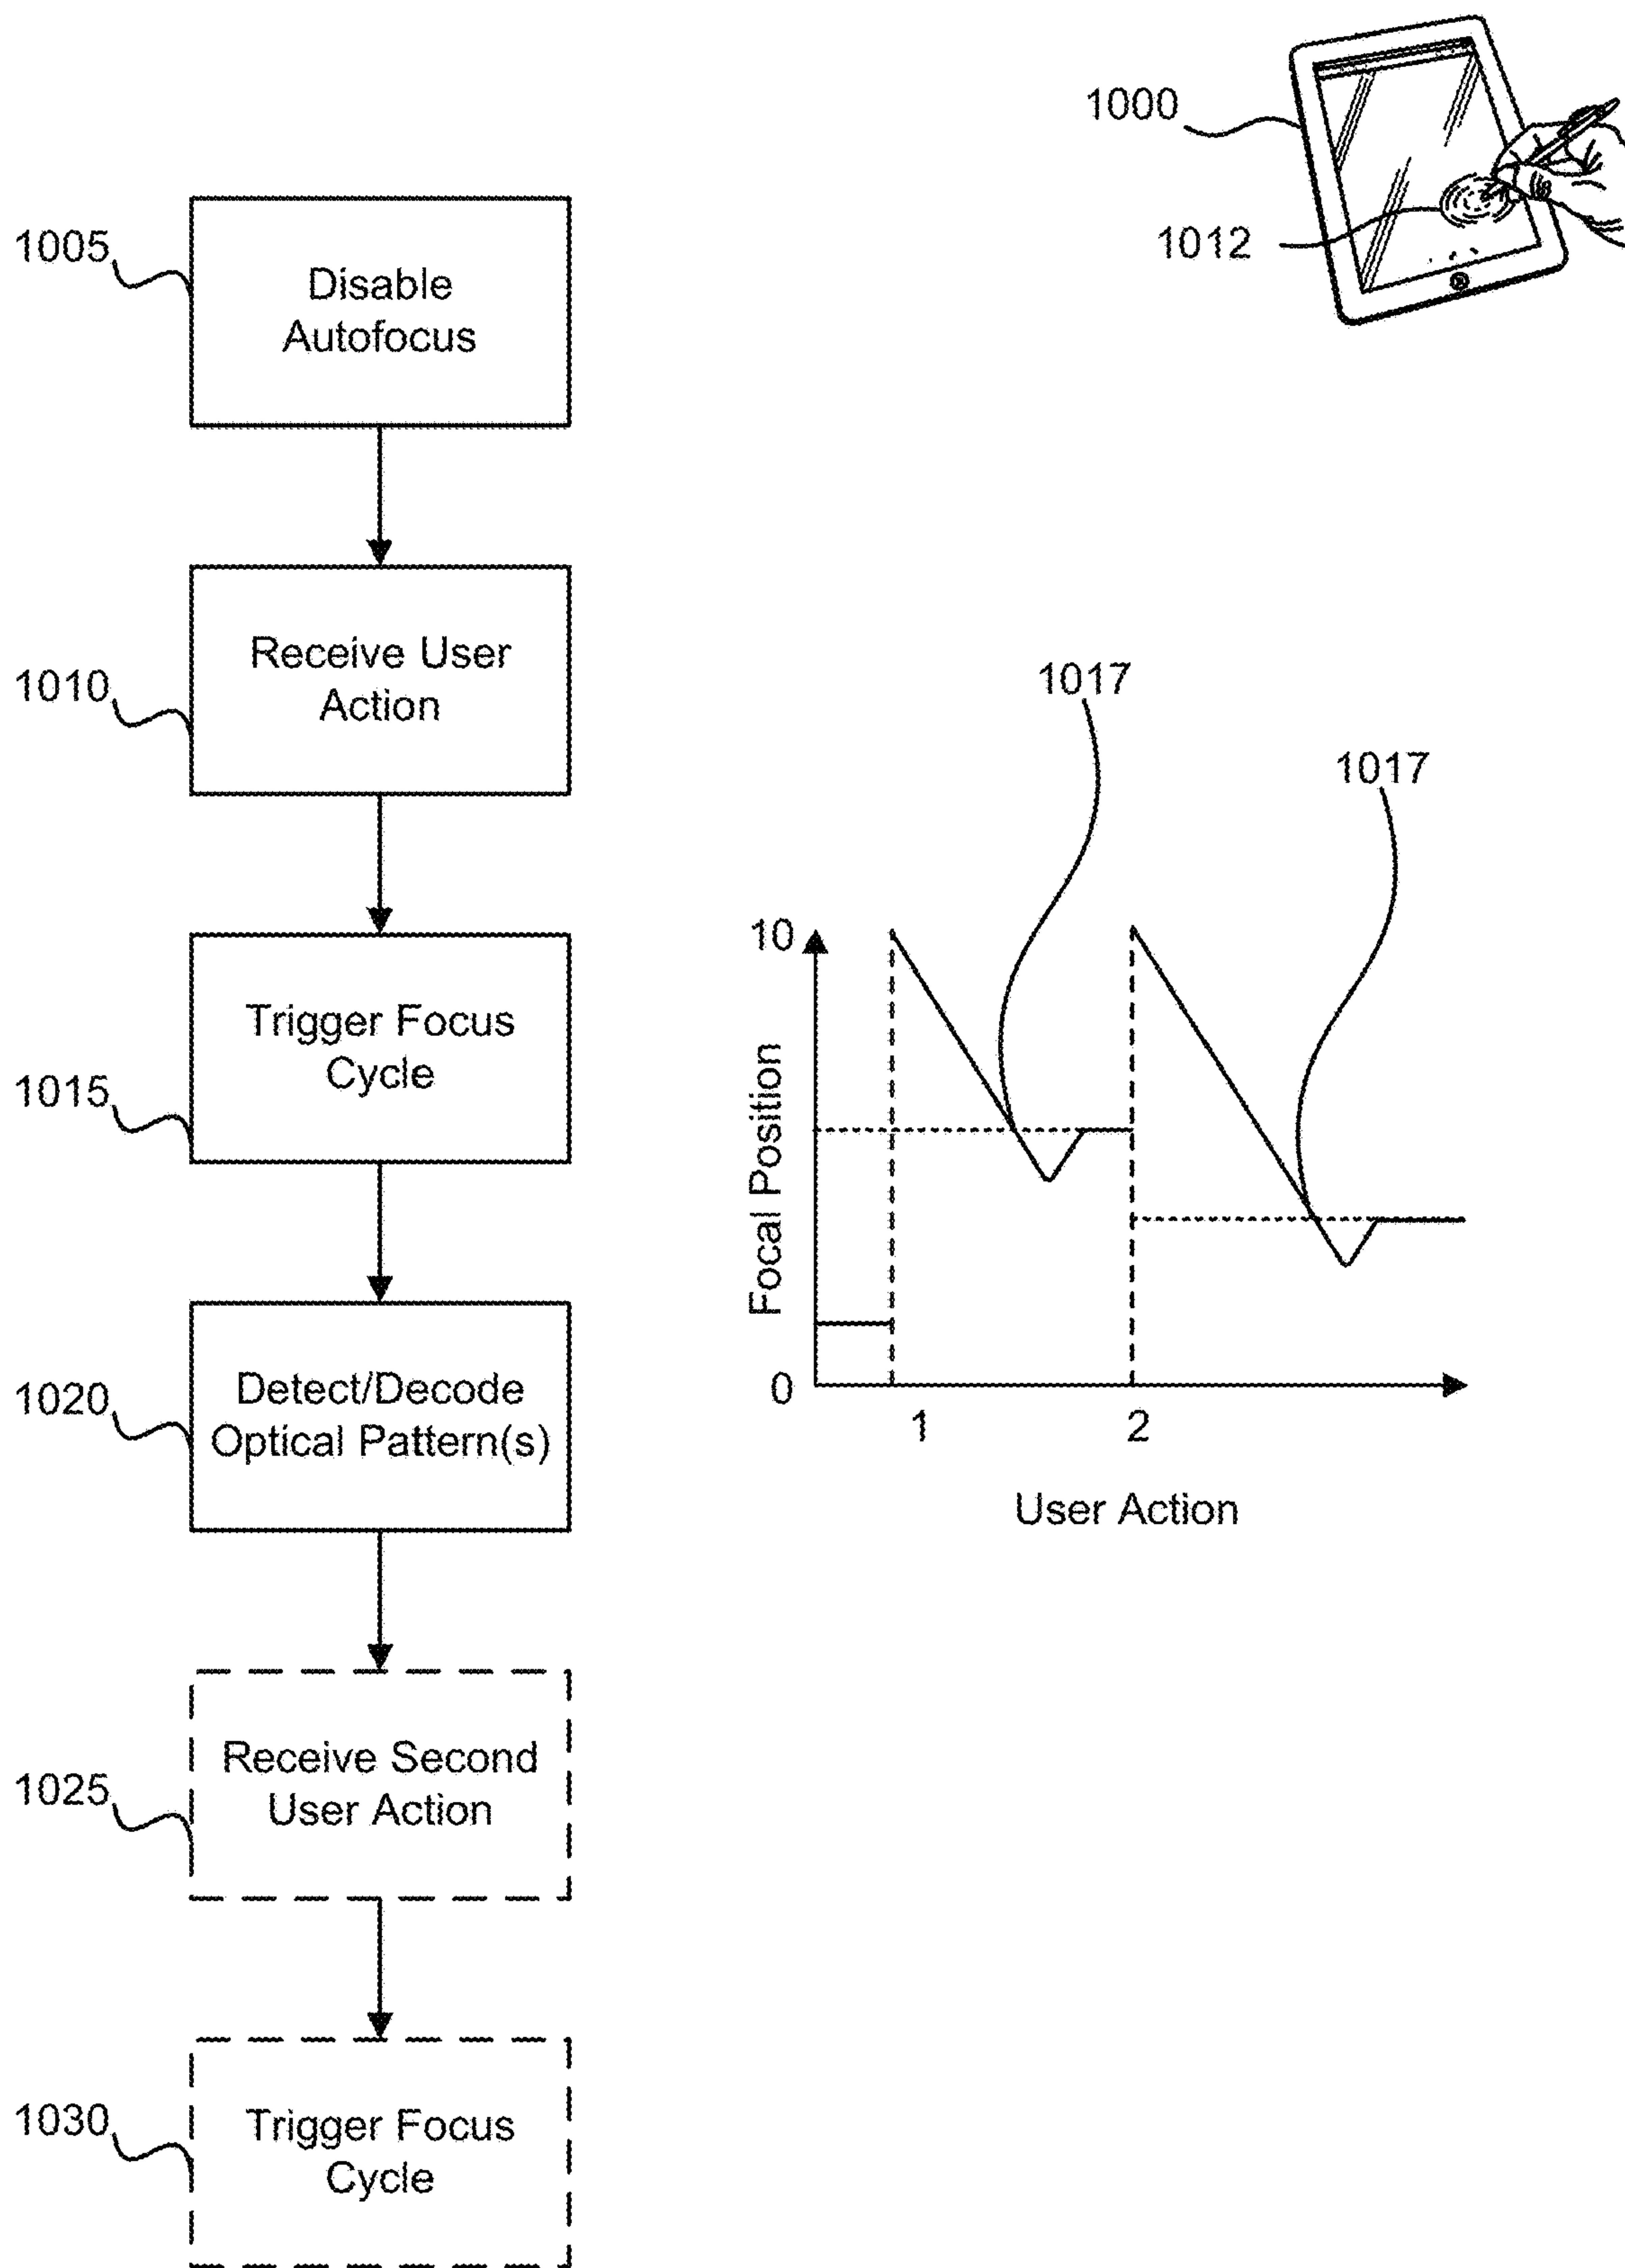 1000
1012
1005
Disable
Autofocus
1010
Receive User
Action
1015
Trigger Focus
Cycle
1020
Detect/Decode
Optical Pattern(s)
1025
Receive Second
User Action
1030
Trigger Focus
Cycle
1017
1017
10
Focal Position
0
1
2
User Action